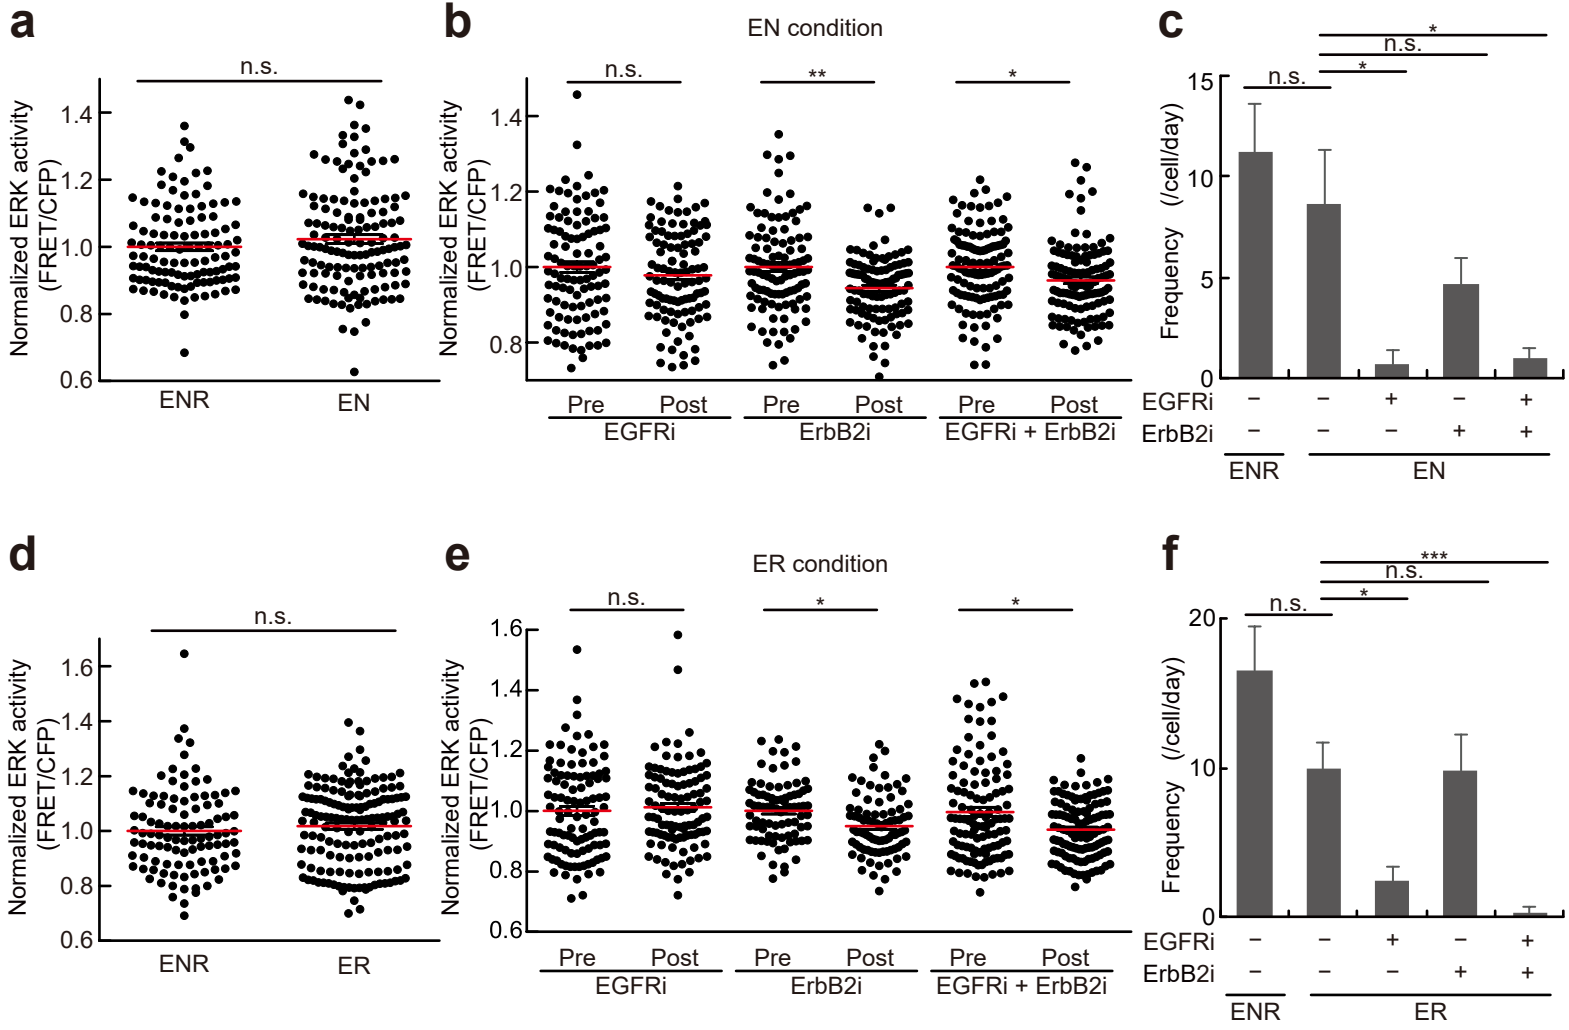 a
n.s.
Normalized ERK activity
(FRET/CFP)
1.4
1.2
1.0
0.8
0.6
ENR EN
b
EN condition
n.s. ** *
Normalized ERK activity
(FRET/CFP)
1.4
1.2
1.0
0.8
Pre Post Pre Post Pre Post
EGFRi ErbB2i EGFRi + ErbB2i
c
*
n.s.
*
n.s.
Frequency (/cell/day)
15
10
5
0
EGFRi − − + − +
ErbB2i − − − + +
ENR EN
d
n.s.
Normalized ERK activity
(FRET/CFP)
1.6
1.4
1.2
1.0
0.8
0.6
ENR ER
e
ER condition
n.s. * *
Normalized ERK activity
(FRET/CFP)
1.6
1.4
1.2
1.0
0.8
0.6
Pre Post Pre Post Pre Post
EGFRi ErbB2i EGFRi + ErbB2i
f
***
n.s.
*
n.s.
Frequency (/cell/day)
20
10
0
EGFRi − − + − +
ErbB2i − − − + +
ENR ER